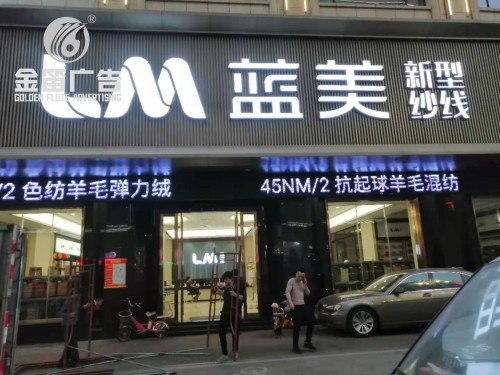 ®
金笛广告
GOLDEN FLUTE ADVERTISING
LM 蓝美 新型纱线
/2 色纺羊毛弹力绒
45NM/2 抗起球羊毛混纺
LM